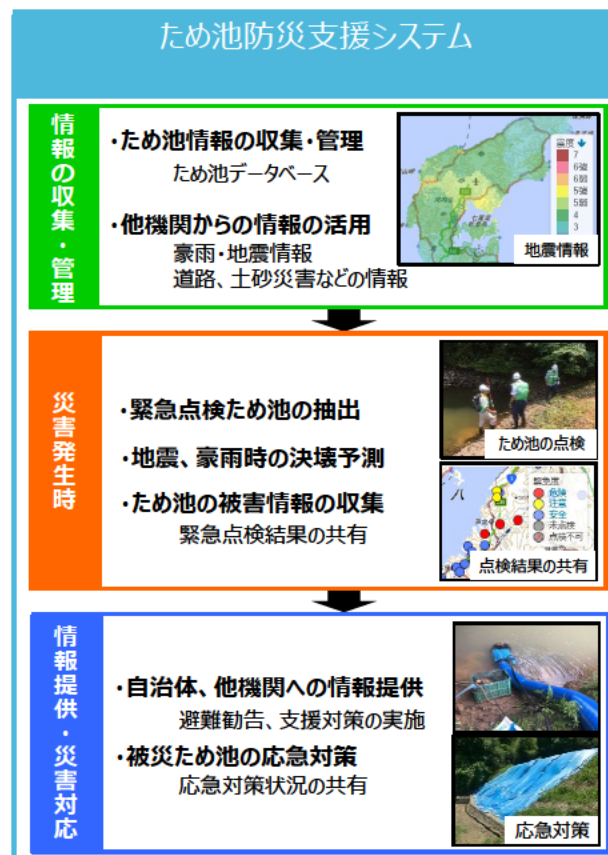 ため池防災支援システム
情報の収集・管理
・ため池情報の収集・管理
ため池データベース
・他機関からの情報の活用
豪雨・地震情報
道路、土砂災害などの情報
震度
7
6強
6弱
5強
5弱
4
3
地震情報
災害発生時
・緊急点検ため池の抽出
・地震、豪雨時の決壊予測
・ため池の被害情報の収集
緊急点検結果の共有
ため池の点検
緊急度
危険
注意
安全
未点検
点検不可
点検結果の共有
情報提供・災害対応
・自治体、他機関への情報提供
避難勧告、支援対策の実施
・被災ため池の応急対策
応急対策状況の共有
応急対策